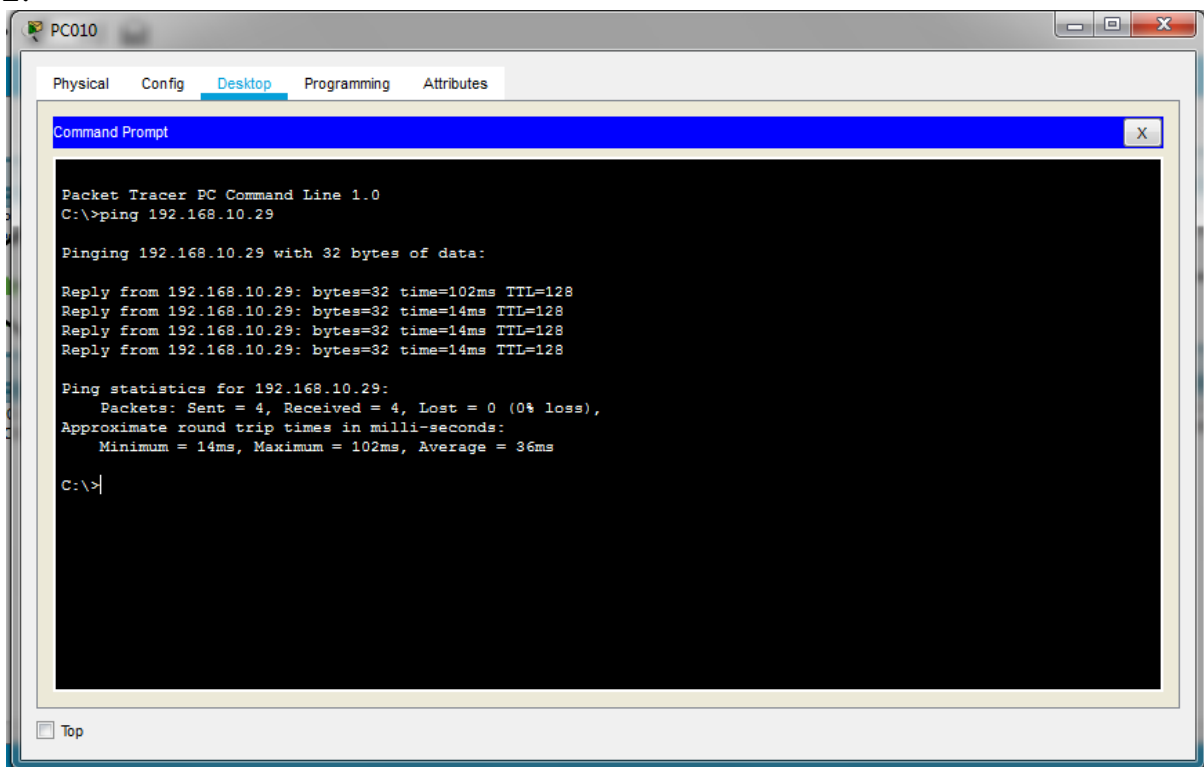 2.
PC010
Physical Config Desktop Programming Attributes
Command Prompt X
Packet Tracer PC Command Line 1.0
C:\>ping 192.168.10.29
Pinging 192.168.10.29 with 32 bytes of data:
Reply from 192.168.10.29: bytes=32 time=102ms TTL=128
Reply from 192.168.10.29: bytes=32 time=14ms TTL=128
Reply from 192.168.10.29: bytes=32 time=14ms TTL=128
Reply from 192.168.10.29: bytes=32 time=14ms TTL=128
Ping statistics for 192.168.10.29:
Packets: Sent = 4, Received = 4, Lost = 0 (0% loss),
Approximate round trip times in milli-seconds:
Minimum = 14ms, Maximum = 102ms, Average = 36ms
C:\>
Top